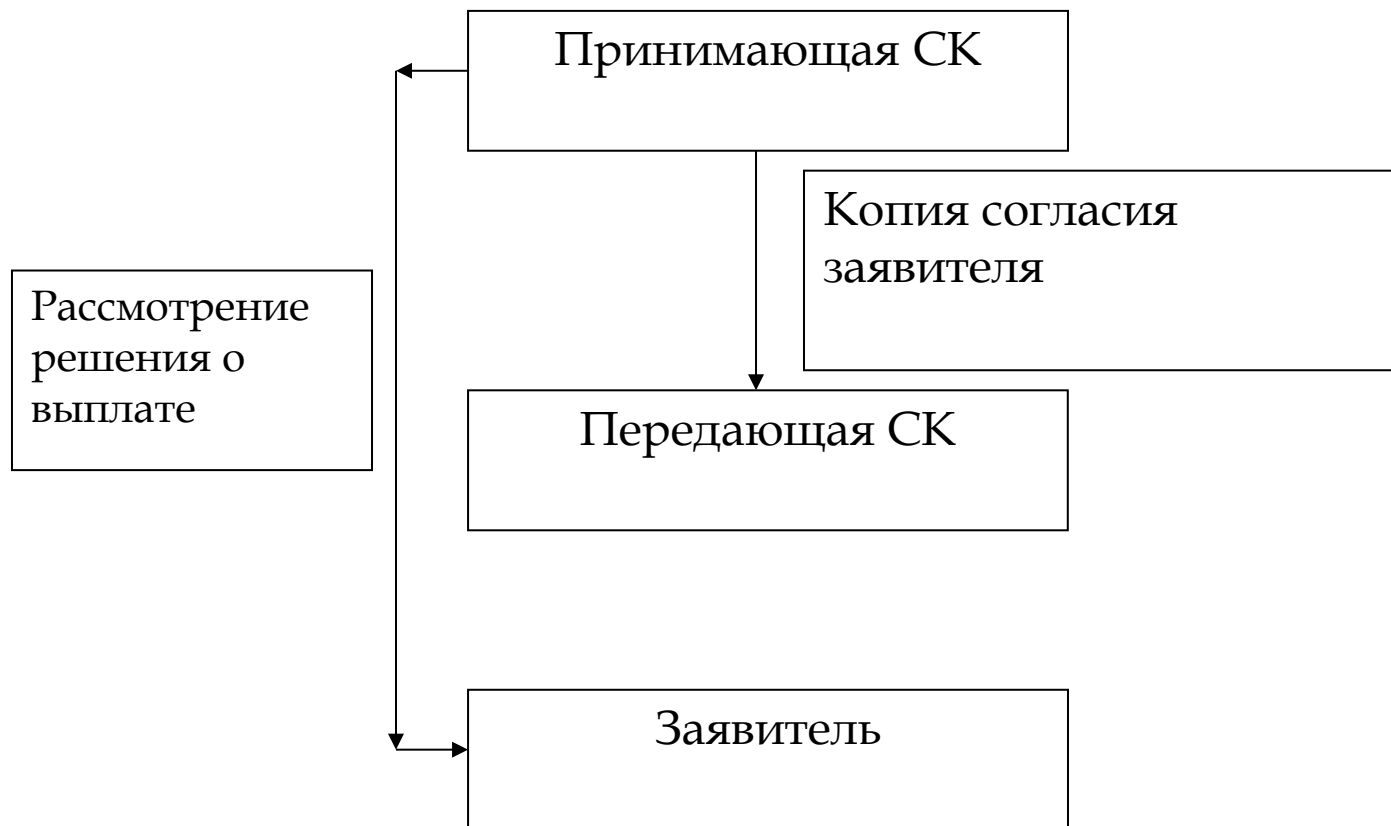 Принимающая СК
Копия согласия
заявителя
Рассмотрение
решения о
выплате
Передающая СК
Заявитель